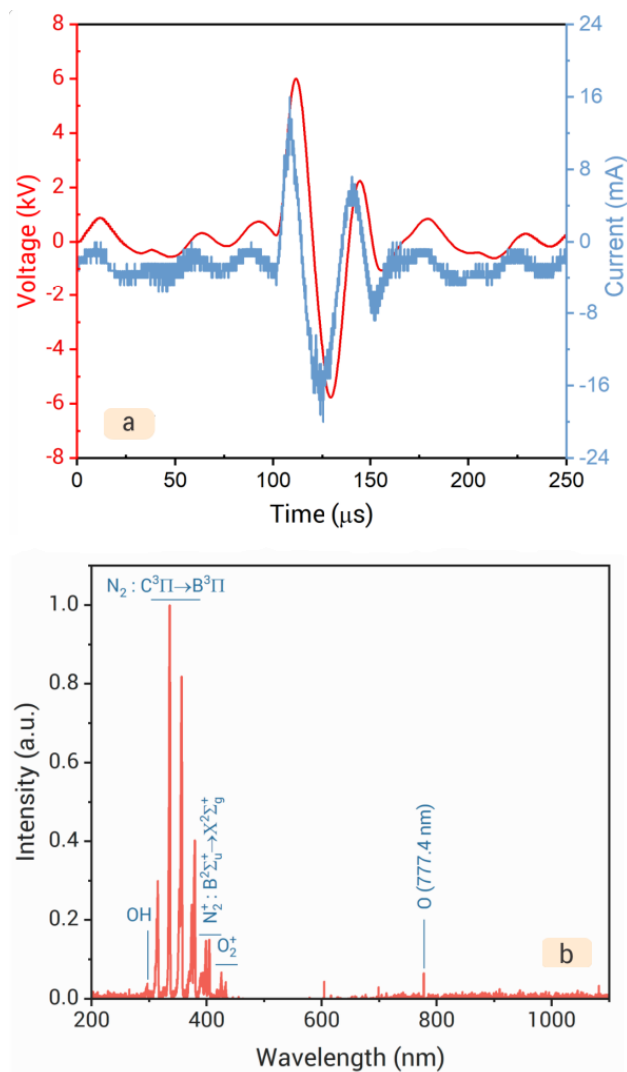 8
6
4
2
0
-2
-4
-6
-8
Voltage (kV)
24
16
8
0
-8
-16
-24
Current (mA)
a
0
50
100
150
200
250
Time (μs)
N₂ : C³Π→B³Π
1.0
0.8
0.6
0.4
0.2
0.0
Intensity (a.u.)
OH
N₂⁺ : B²Σᵤ⁺→X²Σg⁺
O₂⁺
O (777.4 nm)
b
200
400
600
800
1000
Wavelength (nm)